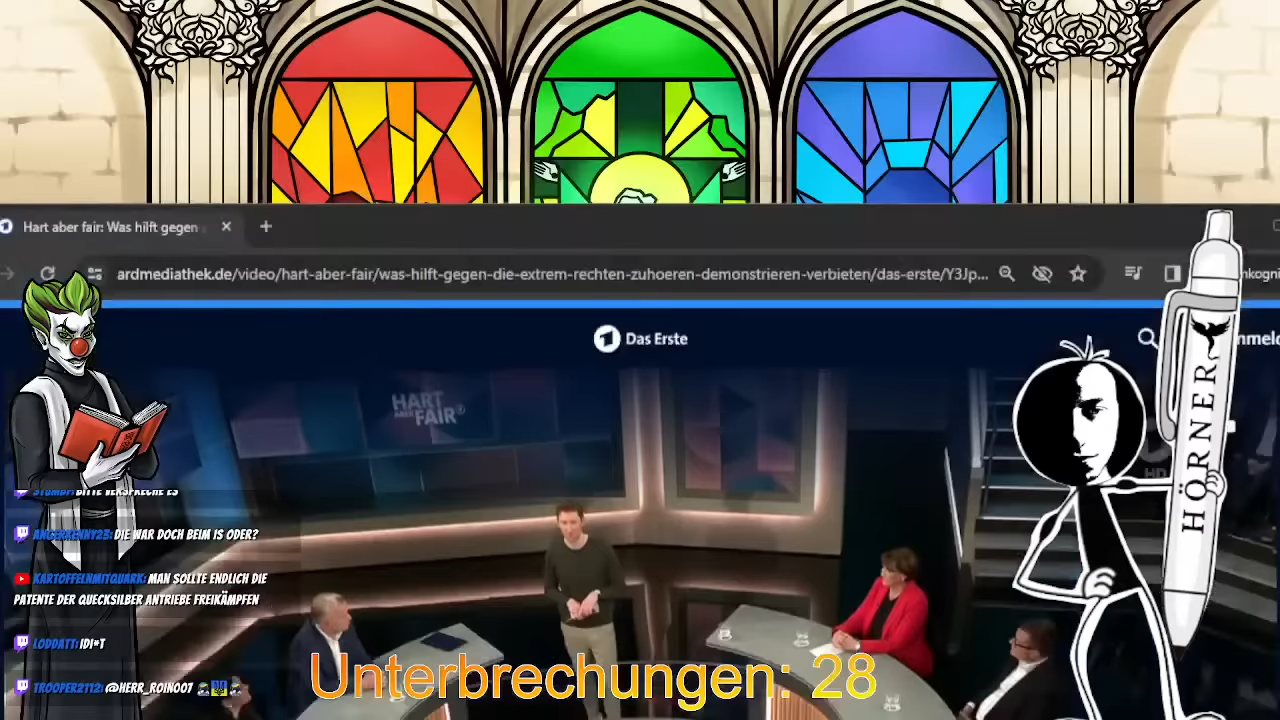 Hart aber fair: Was hilft gegen
ardmediathek.de/video/hart-aber-fair/was-hilft-gegen-die-extrem-rechten-zuhoeren-demonstrieren-verbieten/das-erste/Y3Jp...
Das Erste
HART
ABER
FAIR
HÖRNER
BITTE VERSPRECHE ES
ANGERKENNY23: DIE WAR DOCH BEIM IS ODER?
KARTOFFELNMITQUARK: MAN SOLLTE ENDLICH DIE
PATENTE DER QUECKSILBER ANTRIEBE FREIKÄMPFEN
LODDATT: IDI*T
TROOPER2112: @HERR_ROINOO7
Unterbrechungen: 28